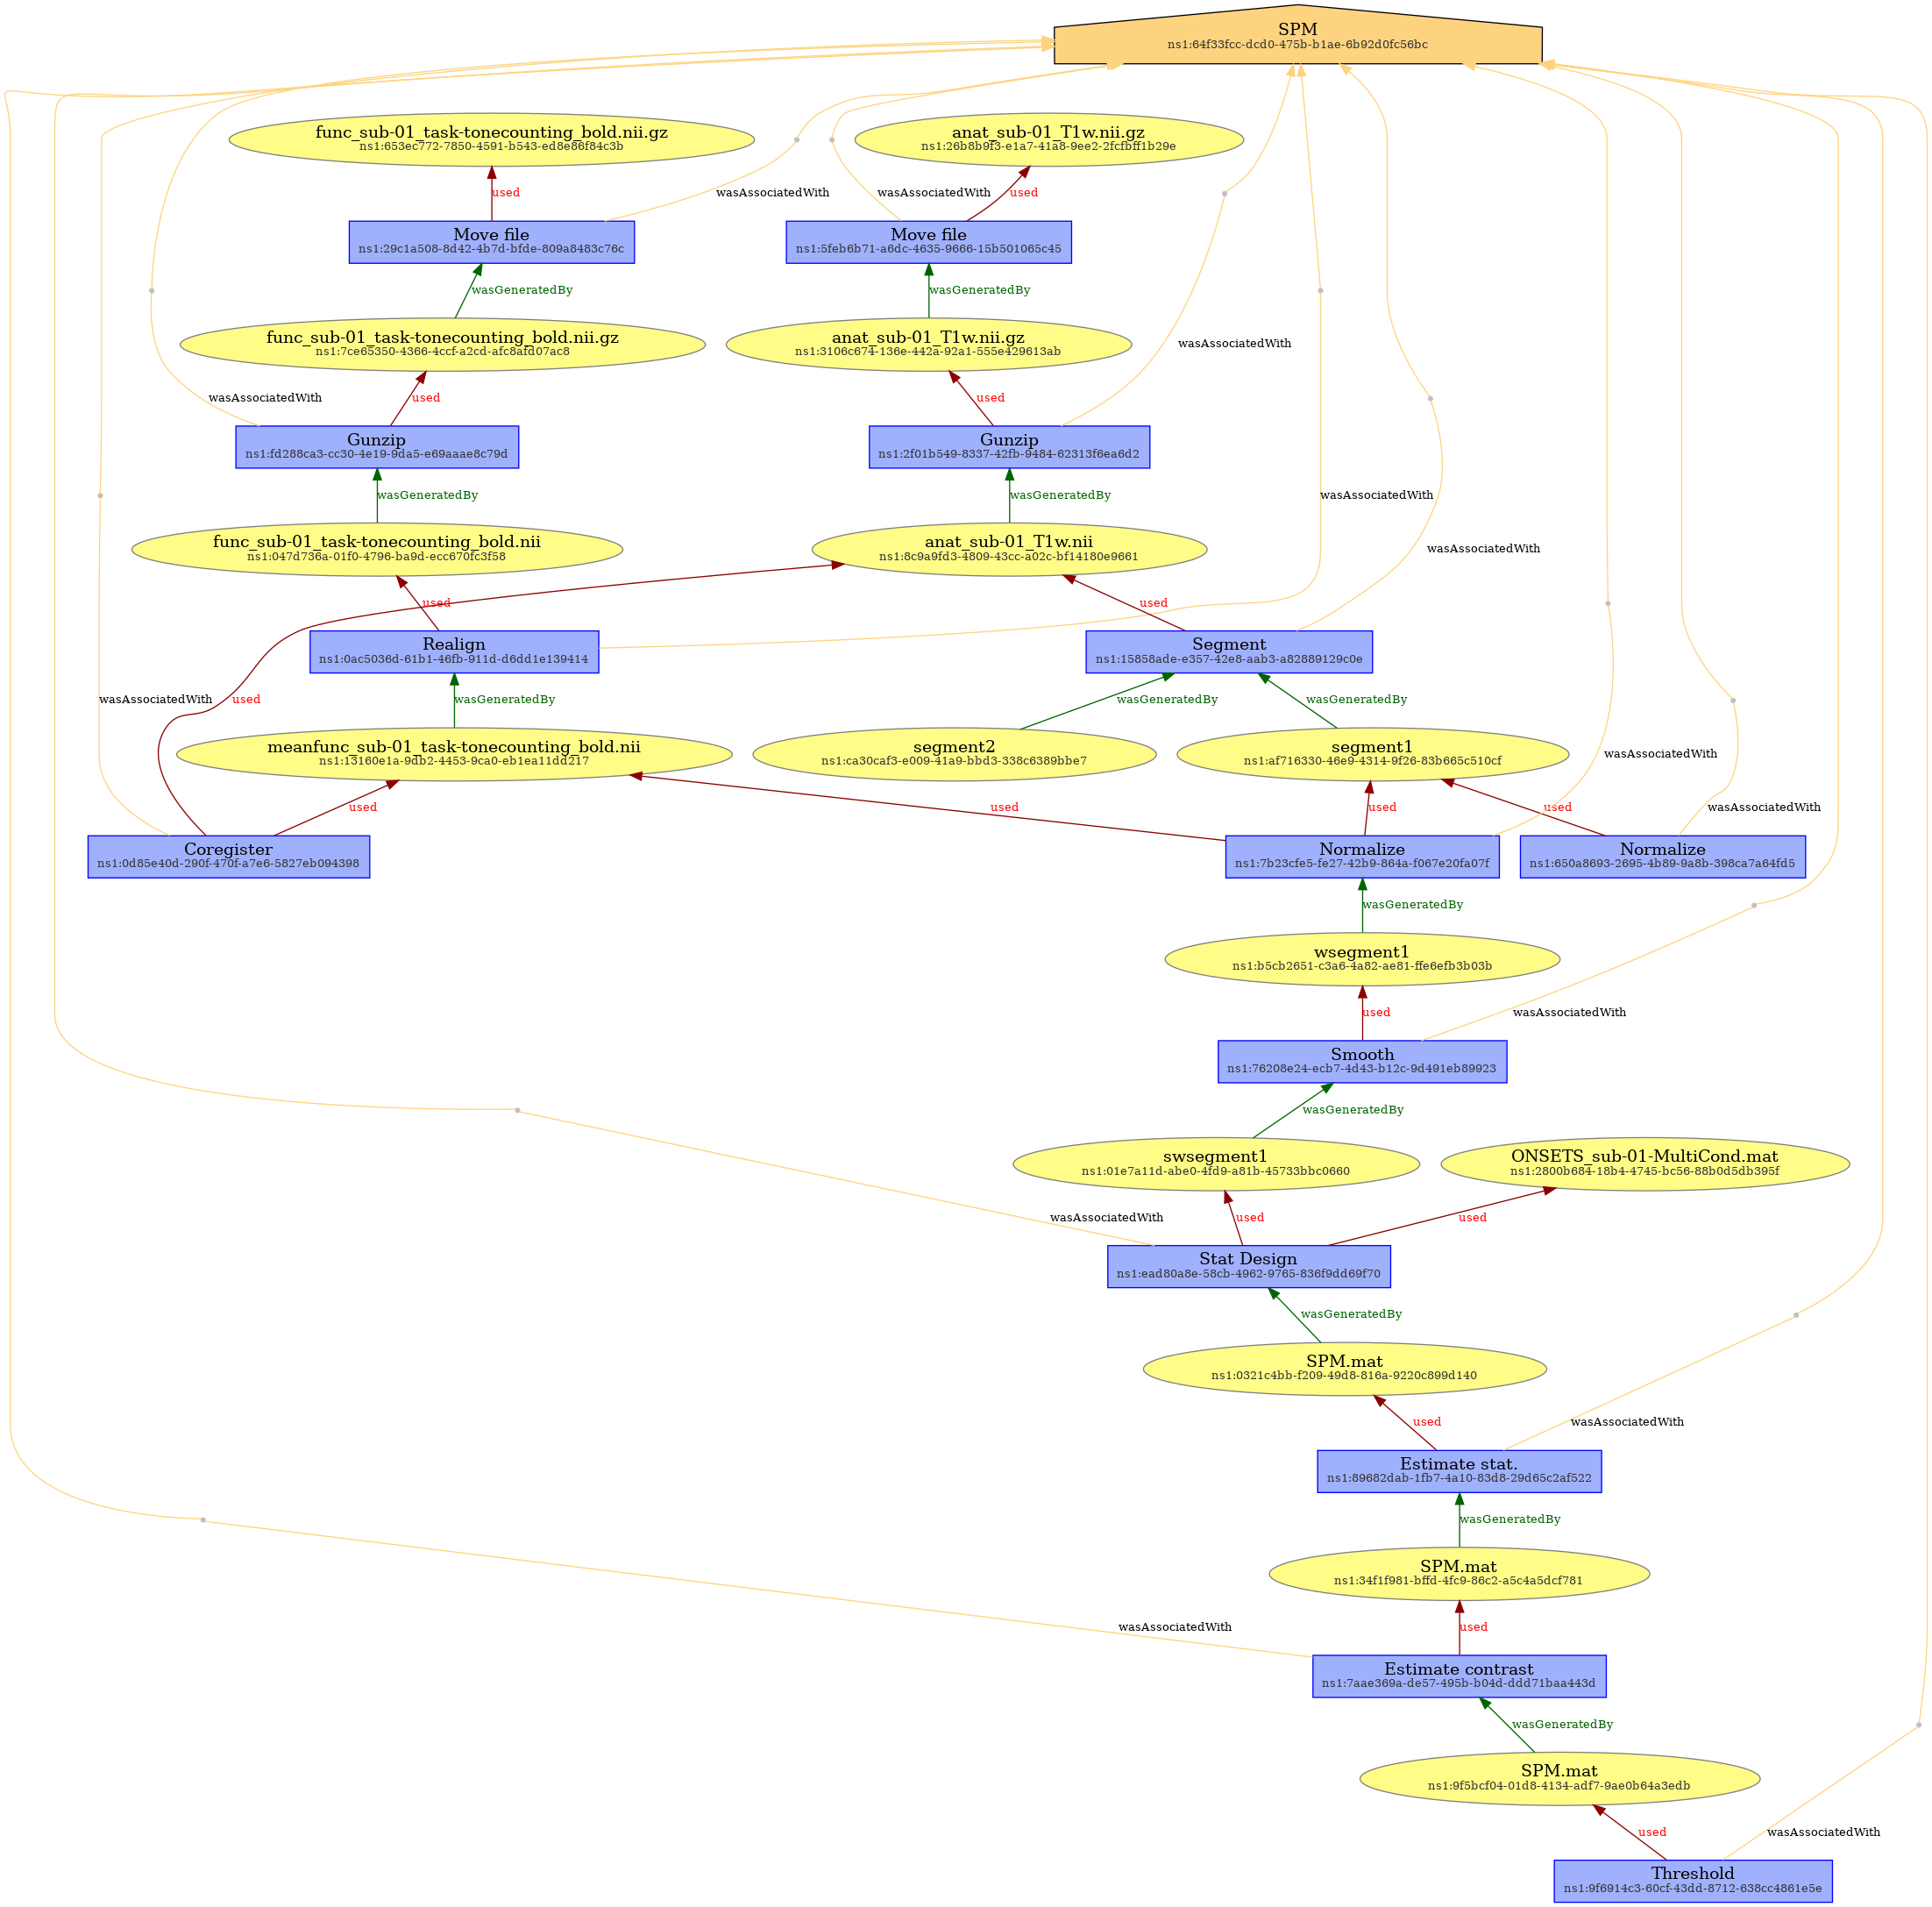 SPM
ns1:64f33fcc-dcd0-475b-b1ae-6b92d0fc56bc
func_sub-01_task-tonecounting_bold.nii.gz
ns1:653ec772-7850-4591-b543-ed8e86f84c3b
anat_sub-01_T1w.nii.gz
ns1:26b8b9f3-e1a7-41a8-9ee2-2fcfbff1b29e
used
wasAssociatedWith
wasAssociatedWith
used
Move file
ns1:29c1a508-8d42-4b7d-bfde-809a8483c76c
Move file
ns1:5feb6b71-a6dc-4635-9666-15b501065c45
wasGeneratedBy
wasGeneratedBy
func_sub-01_task-tonecounting_bold.nii.gz
ns1:7ce65350-4366-4ccf-a2cd-afc8afd07ac8
anat_sub-01_T1w.nii.gz
ns1:3106c674-136e-442a-92a1-555e429613ab
wasAssociatedWith
wasAssociatedWith
used
used
Gunzip
ns1:fd288ca3-cc30-4e19-9da5-e69aaae8c79d
Gunzip
ns1:2f01b549-8337-42fb-9484-62313f6ea6d2
wasGeneratedBy
wasGeneratedBy
wasAssociatedWith
func_sub-01_task-tonecounting_bold.nii
ns1:047d736a-01f0-4796-ba9d-ecc670fc3f58
anat_sub-01_T1w.nii
ns1:8c9a9fd3-4809-43cc-a02c-bf14180e9661
wasAssociatedWith
used
used
Realign
ns1:0ac5036d-61b1-46fb-911d-d6dd1e139414
Segment
ns1:15858ade-e357-42e8-aab3-a82889129c0e
wasAssociatedWith
used
wasGeneratedBy
wasGeneratedBy
wasGeneratedBy
meanfunc_sub-01_task-tonecounting_bold.nii
ns1:13160e1a-9db2-4453-9ca0-eb1ea11dd217
segment2
ns1:ca30caf3-e009-41a9-bbd3-338c6389bbe7
segment1
ns1:af716330-46e9-4314-9f26-83b665c510cf
wasAssociatedWith
used
used
used
used
wasAssociatedWith
Coregister
ns1:0d85e40d-290f-470f-a7e6-5827eb094398
Normalize
ns1:7b23cfe5-fe27-42b9-864a-f067e20fa07f
Normalize
ns1:650a8693-2695-4b89-9a8b-398ca7a64fd5
wasGeneratedBy
wsegment1
ns1:b5cb2651-c3a6-4a82-ae81-ffe6efb3b03b
used
wasAssociatedWith
Smooth
ns1:76208e24-ecb7-4d43-b12c-9d491eb89923
wasGeneratedBy
swsegment1
ns1:01e7a11d-abe0-4fd9-a81b-45733bbc0660
ONSETS_sub-01-MultiCond.mat
ns1:2800b684-18b4-4745-bc56-88b0d5db395f
wasAssociatedWith
used
used
Stat Design
ns1:ead80a8e-58cb-4962-9765-836f9dd69f70
wasGeneratedBy
SPM.mat
ns1:0321c4bb-f209-49d8-816a-9220c899d140
used
wasAssociatedWith
Estimate stat.
ns1:89682dab-1fb7-4a10-83d8-29d65c2af522
wasGeneratedBy
SPM.mat
ns1:34f1f981-bffd-4fc9-86c2-a5c4a5dcf781
wasAssociatedWith
used
Estimate contrast
ns1:7aae369a-de57-495b-b04d-ddd71baa443d
wasGeneratedBy
SPM.mat
ns1:9f5bcf04-01d8-4134-adf7-9ae0b64a3edb
used
wasAssociatedWith
Threshold
ns1:9f6914c3-60cf-43dd-8712-638cc4861e5e